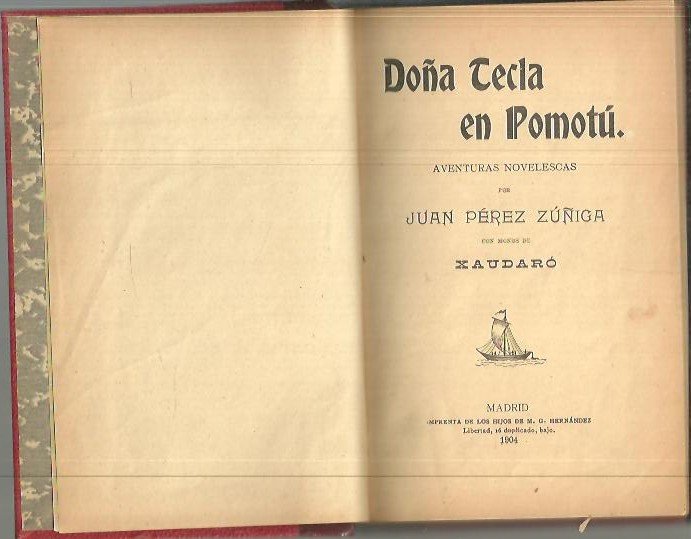 Doña Tecla
en Pomotú.
AVENTURAS NOVELESCAS
POR
JUAN PÉREZ ZÚÑIGA
CON MONOS DE
XAUDARÓ
MADRID
IMPRENTA DE LOS HIJOS DE M. G. HERNÁNDEZ
Libertad, 16 duplicado, bajo.
1904